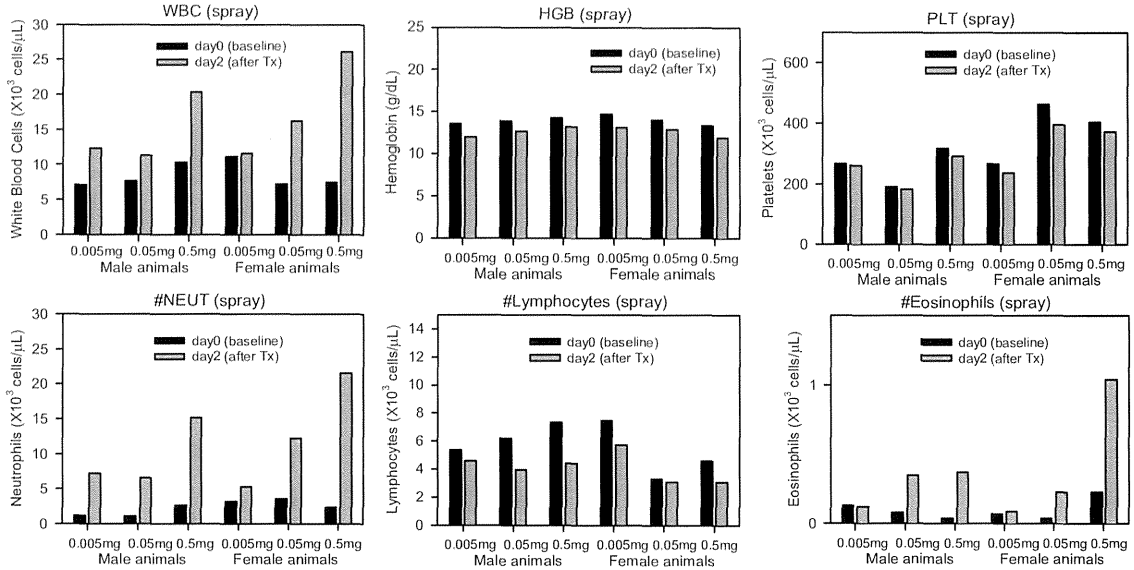 WBC (spray)
White Blood Cells (X10³ cells/μL)
30
25
20
15
10
5
0
day0 (baseline)
day2 (after Tx)
0.005mg 0.05mg 0.5mg 0.005mg 0.05mg 0.5mg
Male animals Female animals
HGB (spray)
Hemoglobin (g/dL)
25
20
15
10
5
0
day0 (baseline)
day2 (after Tx)
0.005mg 0.05mg 0.5mg 0.005mg 0.05mg 0.5mg
Male animals Female animals
PLT (spray)
Platelets (X10³ cells/μL)
600
400
200
0
day0 (baseline)
day2 (after Tx)
0.005mg 0.05mg 0.5mg 0.005mg 0.05mg 0.5mg
Male animals Female animals
#NEUT (spray)
Neutrophils (X10³ cells/μL)
30
25
20
15
10
5
0
day0 (baseline)
day2 (after Tx)
0.005mg 0.05mg 0.5mg 0.005mg 0.05mg 0.5mg
Male animals Female animals
#Lymphocytes (spray)
Lymphocytes (X10³ cells/μL)
14
12
10
8
6
4
2
0
day0 (baseline)
day2 (after Tx)
0.005mg 0.05mg 0.5mg 0.005mg 0.05mg 0.5mg
Male animals Female animals
#Eosinophils (spray)
Eosinophils (X10³ cells/μL)
1
0
day0 (baseline)
day2 (after Tx)
0.005mg 0.05mg 0.5mg 0.005mg 0.05mg 0.5mg
Male animals Female animals